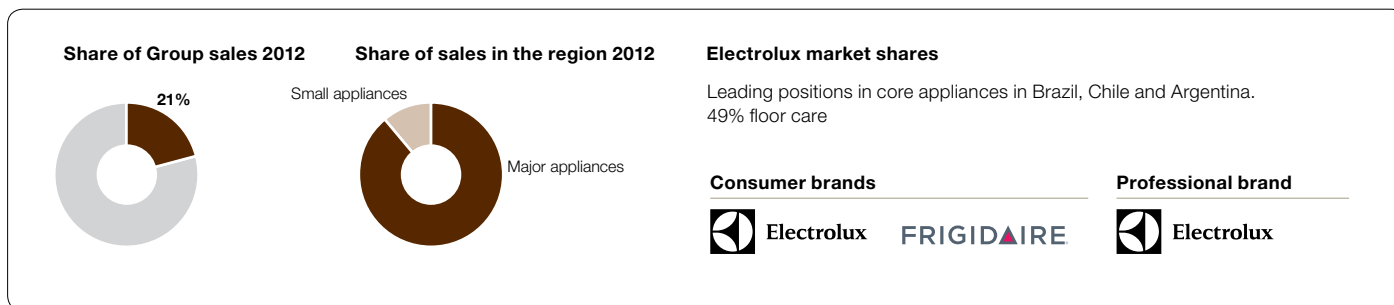 Share of Group sales 2012
21%
Share of sales in the region 2012
Small appliances
Major appliances
Electrolux market shares
Leading positions in core appliances in Brazil, Chile and Argentina.
49% floor care
Consumer brands
Electrolux
FRIGIDAIRE
Professional brand
Electrolux